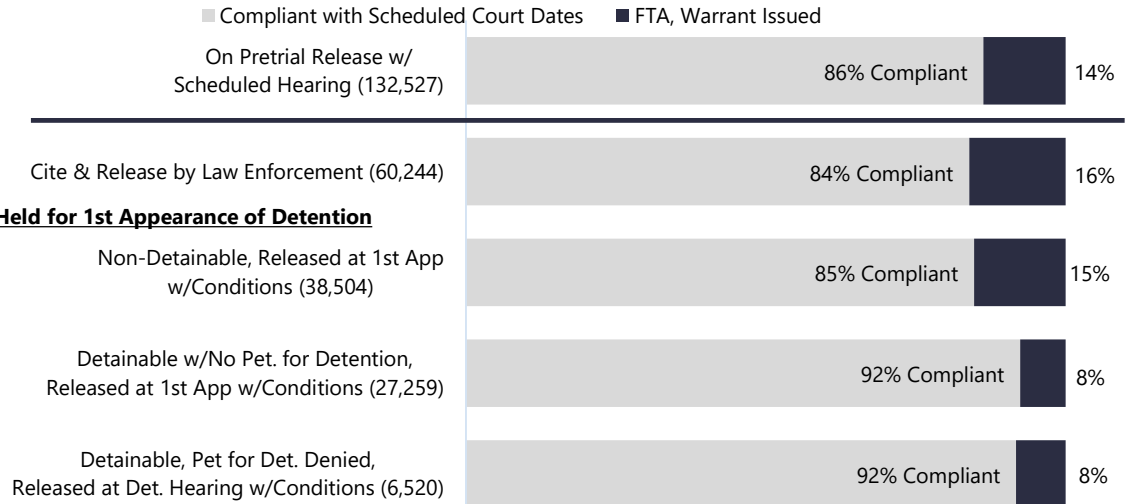 Compliant with Scheduled Court Dates FTA, Warrant Issued
On Pretrial Release w/
Scheduled Hearing (132,527)
86% Compliant 14%
Cite & Release by Law Enforcement (60,244)
84% Compliant 16%
Held for 1st Appearance of Detention
Non-Detainable, Released at 1st App
w/Conditions (38,504)
85% Compliant 15%
Detainable w/No Pet. for Detention,
Released at 1st App w/Conditions (27,259)
92% Compliant 8%
Detainable, Pet for Det. Denied,
Released at Det. Hearing w/Conditions (6,520)
92% Compliant 8%